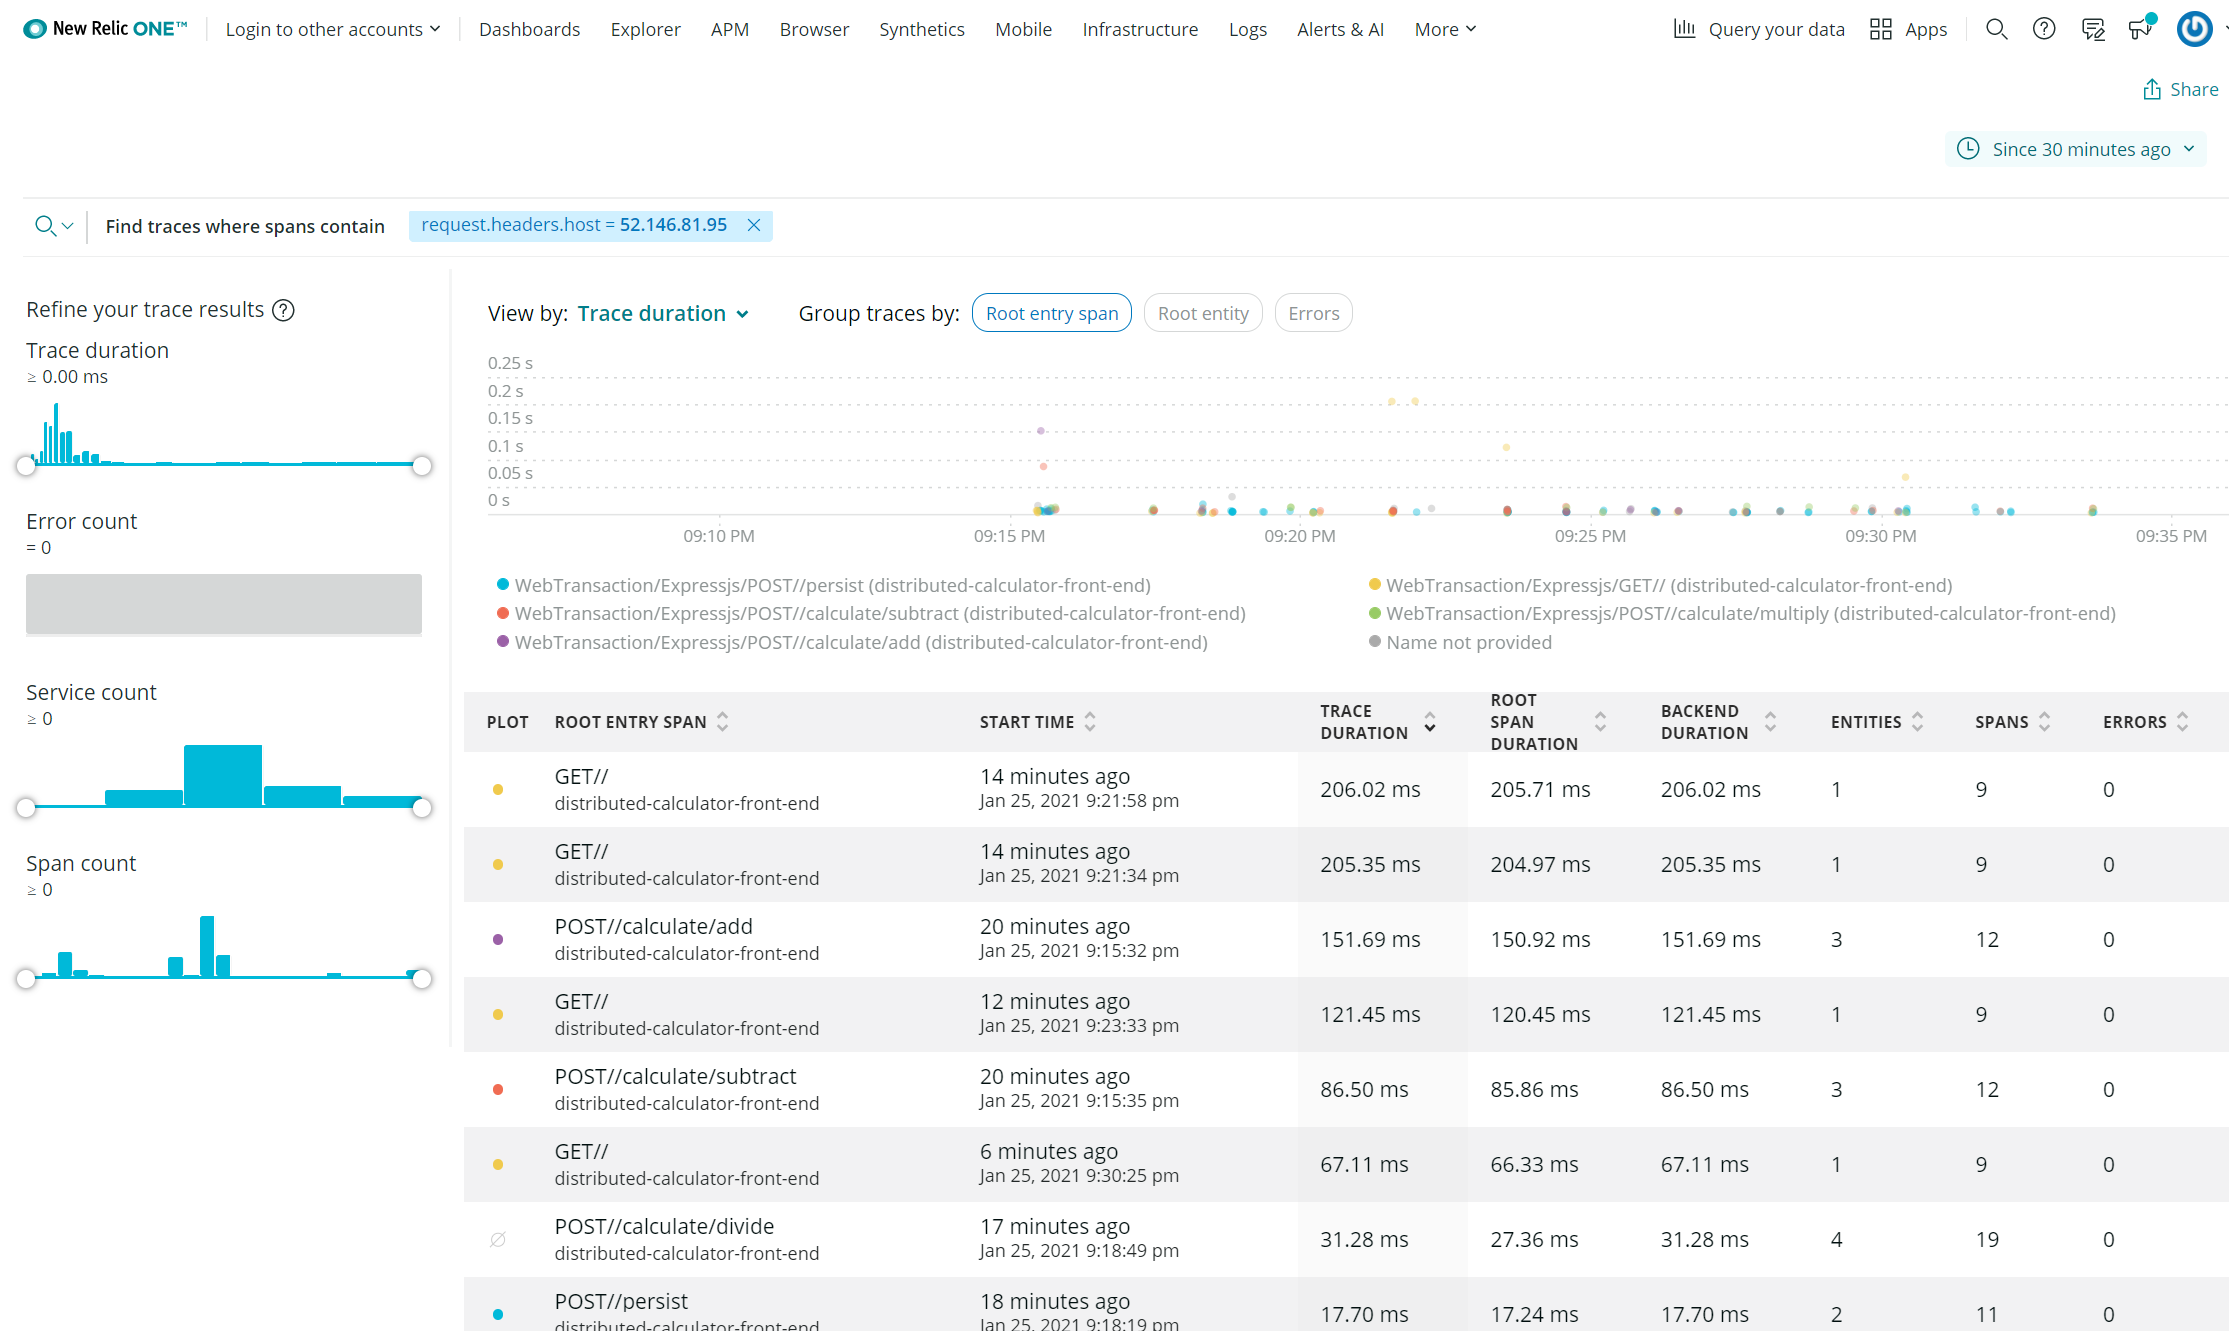 New Relic ONE™ Login to other accounts Dashboards Explorer APM Browser Synthetics Mobile Infrastructure Logs Alerts & AI More Query your data Apps
Share
Since 30 minutes ago
Find traces where spans contain request.headers.host = 52.146.81.95
Refine your trace results
Trace duration
≥ 0.00 ms
Error count
= 0
Service count
≥ 0
Span count
≥ 0
View by: Trace duration Group traces by: Root entry span Root entity Errors
0.25 s
0.2 s
0.15 s
0.1 s
0.05 s
0 s
09:10 PM 09:15 PM 09:20 PM 09:25 PM 09:30 PM 09:35 PM
WebTransaction/Expressjs/POST//persist (distributed-calculator-front-end) WebTransaction/Expressjs/GET// (distributed-calculator-front-end)
WebTransaction/Expressjs/POST//calculate/subtract (distributed-calculator-front-end) WebTransaction/Expressjs/POST//calculate/multiply (distributed-calculator-front-end)
WebTransaction/Expressjs/POST//calculate/add (distributed-calculator-front-end) Name not provided
PLOT ROOT ENTRY SPAN START TIME TRACE DURATION ROOT SPAN DURATION BACKEND DURATION ENTITIES SPANS ERRORS
GET// 14 minutes ago
distributed-calculator-front-end Jan 25, 2021 9:21:58 pm 206.02 ms 205.71 ms 206.02 ms 1 9 0
GET// 14 minutes ago
distributed-calculator-front-end Jan 25, 2021 9:21:34 pm 205.35 ms 204.97 ms 205.35 ms 1 9 0
POST//calculate/add 20 minutes ago
distributed-calculator-front-end Jan 25, 2021 9:15:32 pm 151.69 ms 150.92 ms 151.69 ms 3 12 0
GET// 12 minutes ago
distributed-calculator-front-end Jan 25, 2021 9:23:33 pm 121.45 ms 120.45 ms 121.45 ms 1 9 0
POST//calculate/subtract 20 minutes ago
distributed-calculator-front-end Jan 25, 2021 9:15:35 pm 86.50 ms 85.86 ms 86.50 ms 3 12 0
GET// 6 minutes ago
distributed-calculator-front-end Jan 25, 2021 9:30:25 pm 67.11 ms 66.33 ms 67.11 ms 1 9 0
POST//calculate/divide 17 minutes ago
distributed-calculator-front-end Jan 25, 2021 9:18:49 pm 31.28 ms 27.36 ms 31.28 ms 4 19 0
POST//persist 18 minutes ago
distributed-calculator-front-end Jan 25, 2021 9:18:19 pm 17.70 ms 17.24 ms 17.70 ms 2 11 0